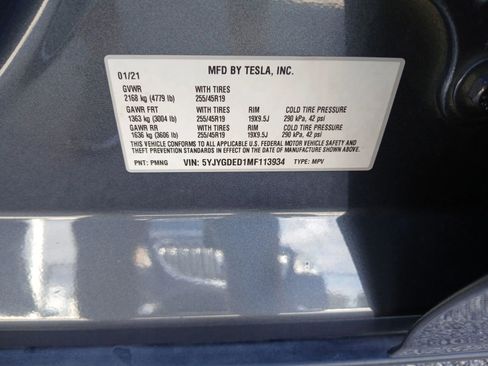 01/21 MFD BY TESLA, INC.
GVWR WITH TIRES
2168 kg (4779 lb) 255/45R19
GAWR FRT WITH TIRES RIM COLD TIRE PRESSURE
1363 kg (3004 lb) 255/45R19 19X9.5J 290 kPa, 42 psi
GAWR RR WITH TIRES RIM COLD TIRE PRESSURE
1636 kg (3606 lb) 255/45R19 19X9.5J 290 kPa, 42 psi
THIS VEHICLE CONFORMS TO ALL APPLICABLE U.S. FEDERAL MOTOR VEHICLE SAFETY AND
THEFT PREVENTION STANDARDS IN EFFECT ON THE DATE OF MANUFACTURE SHOWN ABOVE.
PNT: PMNG VIN: 5YJYGDED1MF113934 TYPE: MPV